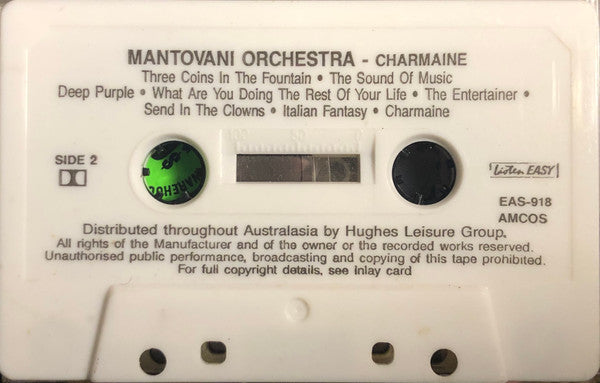 MANTOVANI ORCHESTRA - CHARMAINE
Three Coins In The Fountain • The Sound Of Music
Deep Purple • What Are You Doing The Rest Of Your Life • The Entertainer •
Send In The Clowns • Italian Fantasy • Charmaine
100 50 0
SIDE 2
WAREHOU
Listen EASY
EAS-918
AMCOS
Distributed throughout Australasia by Hughes Leisure Group.
All rights of the Manufacturer and of the owner or the recorded works reserved.
Unauthorised public performance, broadcasting and copying of this tape prohibited.
For full copyright details, see Inlay card